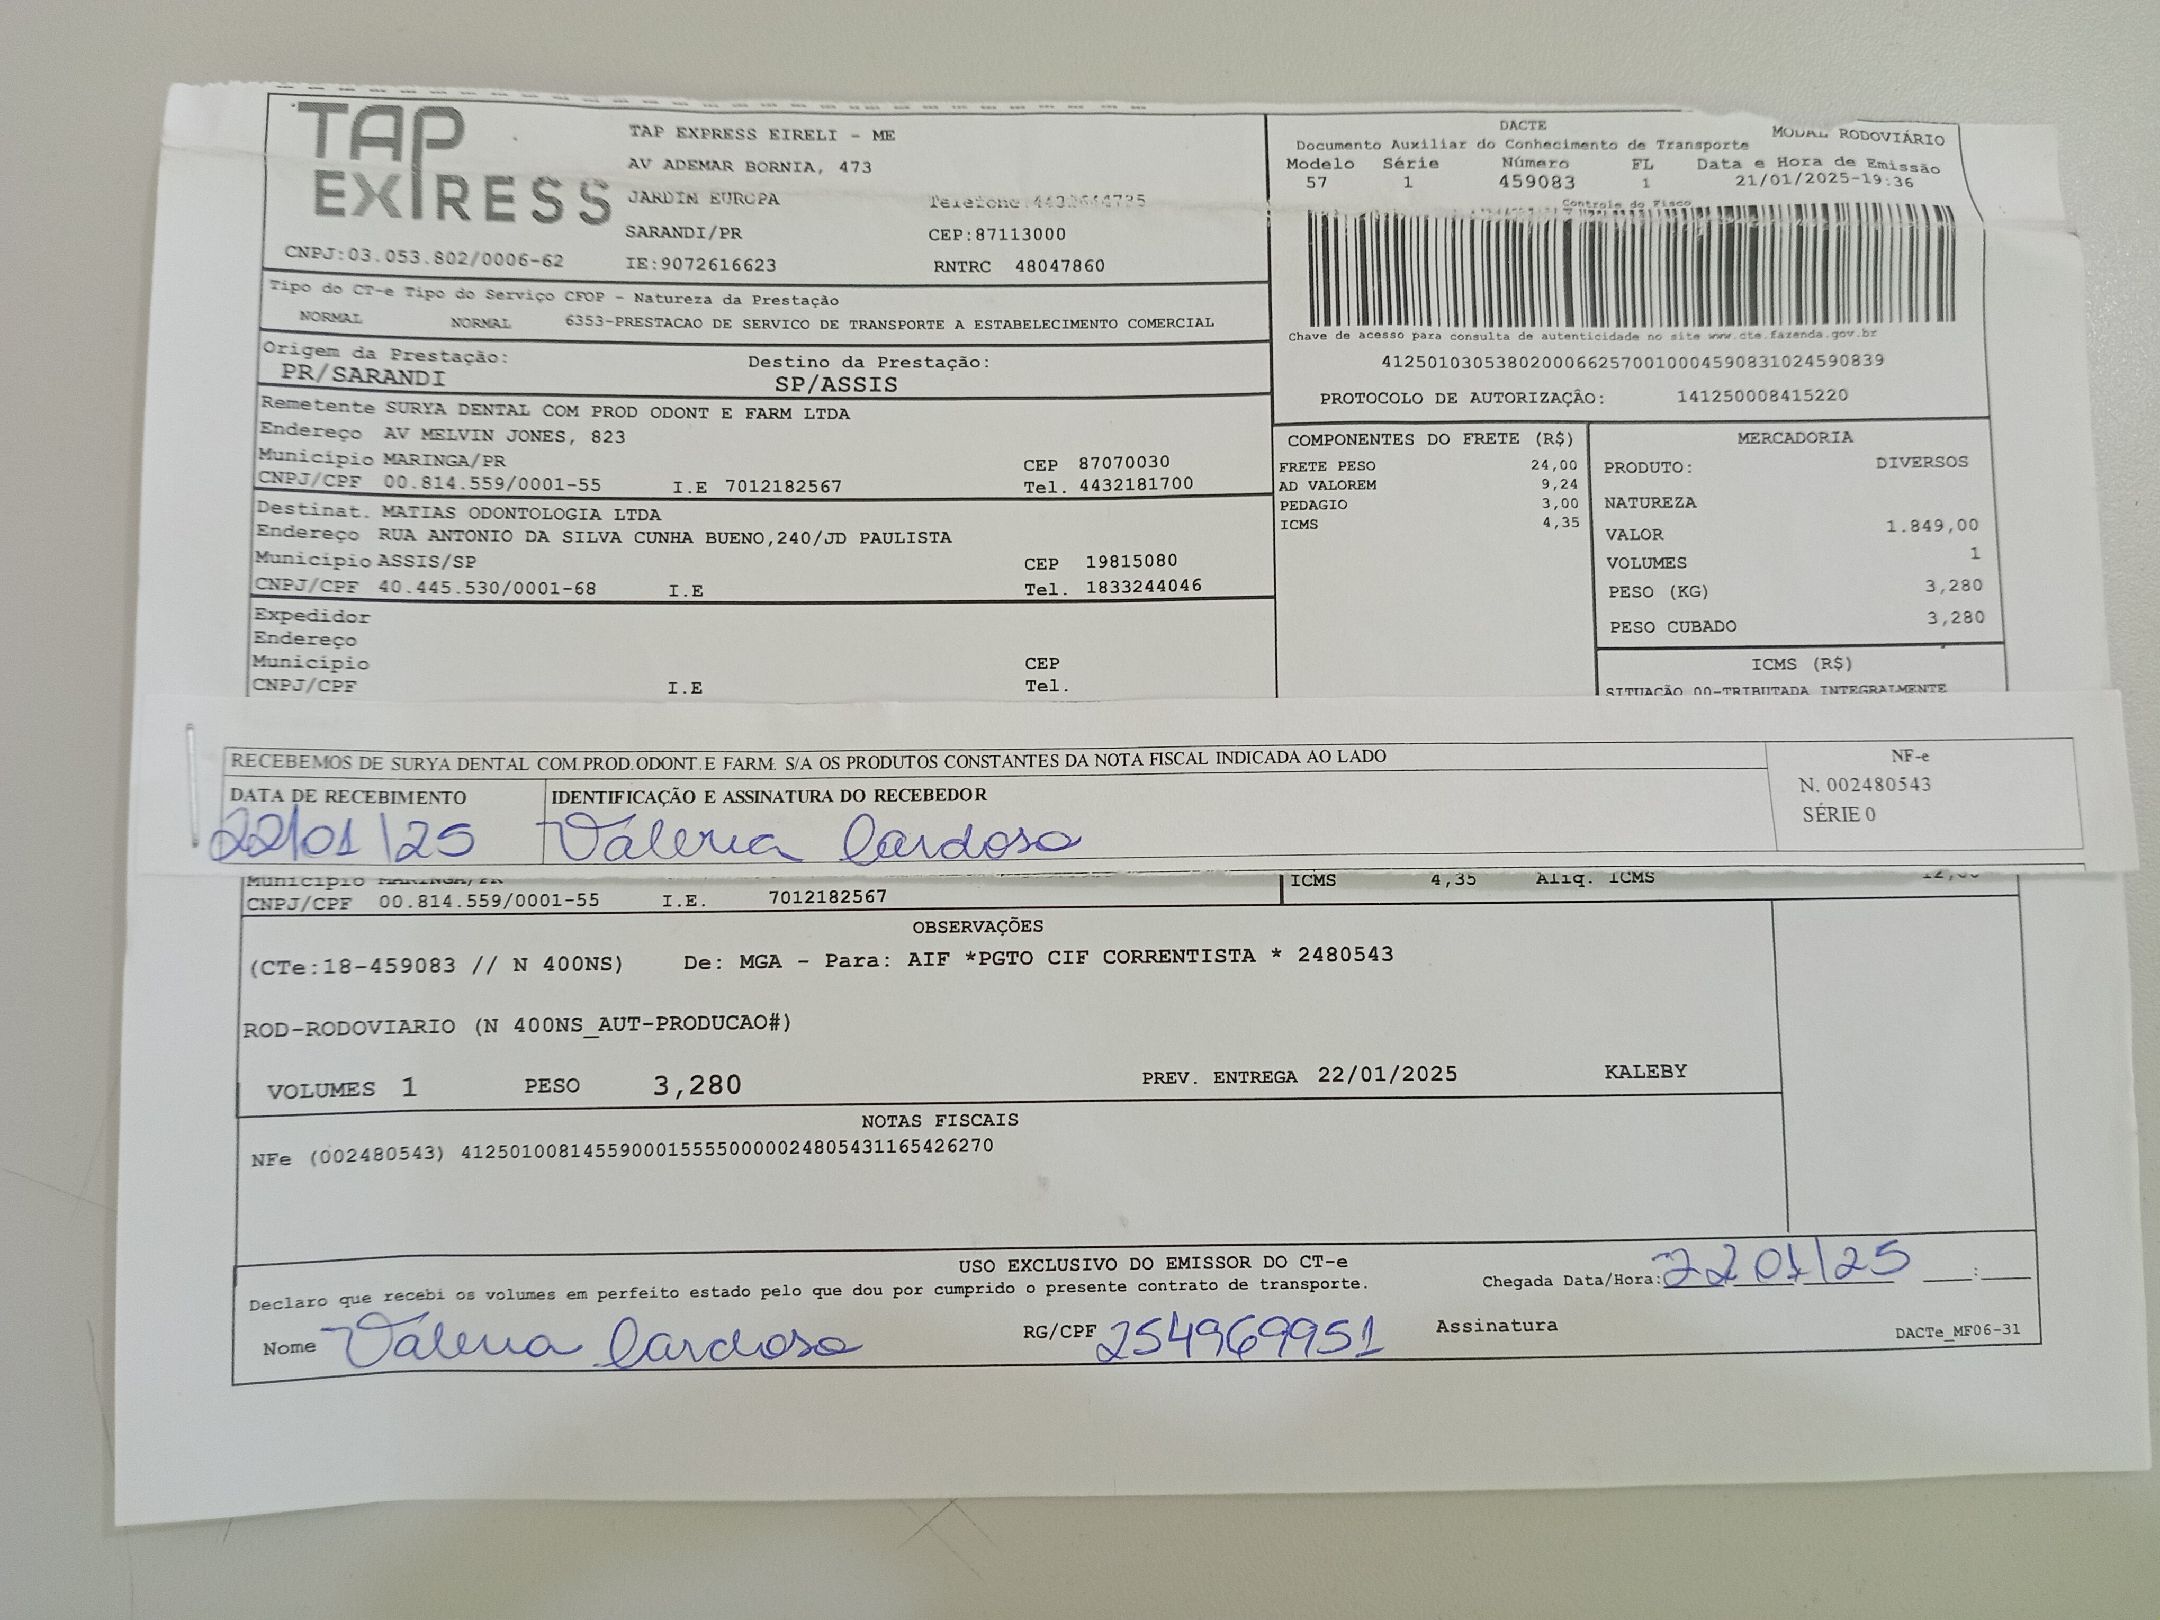 TAP EXPRESS
TAP EXPRESS EIRELI - ME
AV ADEMAR BORNIA, 473
JARDIM EUROPA
SARANDI/PR CEP:87113000
CNPJ:03.053.802/0006-62 IE:9072616623 RNTRC 48047860
DACTE MODAL RODOVIÁRIO
Documento Auxiliar do Conhecimento de Transporte
Modelo Série Número FL Data e Hora de Emissão
57 1 459083 1 21/01/2025-19:36
Controle do Fisco
Chave de acesso para consulta de autenticidade no site www.cte.fazenda.gov.br
41250103053802000662570010004590831024590839
PROTOCOLO DE AUTORIZAÇÃO: 141250008415220
Tipo do CT-e Tipo do Serviço CFOP - Natureza da Prestação
NORMAL NORMAL 6353-PRESTACAO DE SERVICO DE TRANSPORTE A ESTABELECIMENTO COMERCIAL
Origem da Prestação: Destino da Prestação:
PR/SARANDI SP/ASSIS
Remetente SURYA DENTAL COM PROD ODONT E FARM LTDA
Endereço AV MELVIN JONES, 823
Município MARINGA/PR CEP 87070030
CNPJ/CPF 00.814.559/0001-55 I.E 7012182567 Tel. 4432181700
Destinat. MATIAS ODONTOLOGIA LTDA
Endereço RUA ANTONIO DA SILVA CUNHA BUENO,240/JD PAULISTA
Município ASSIS/SP CEP 19815080
CNPJ/CPF 40.445.530/0001-68 I.E Tel. 1833244046
Expedidor
Endereço
Município CEP
CNPJ/CPF I.E Tel.
COMPONENTES DO FRETE (R$)
FRETE PESO 24,00
AD VALOREM 9,24
PEDAGIO 3,00
ICMS 4,35
MERCADORIA
PRODUTO: DIVERSOS
NATUREZA
VALOR 1.849,00
VOLUMES 1
PESO (KG) 3,280
PESO CUBADO 3,280
ICMS (R$)
SITUAÇÃO 00-TRIBUTADA INTEGRALMENTE
RECEBEMOS DE SURYA DENTAL COM.PROD.ODONT.E FARM. S/A OS PRODUTOS CONSTANTES DA NOTA FISCAL INDICADA AO LADO
DATA DE RECEBIMENTO IDENTIFICAÇÃO E ASSINATURA DO RECEBEDOR
22/01/25 Valeria Cardoso
NF-e
N. 002480543
SÉRIE 0
Município MARINGA/PR ICMS 4,35 Aliq. ICMS
CNPJ/CPF 00.814.559/0001-55 I.E. 7012182567
OBSERVAÇÕES
(CTe:18-459083 // N 400NS) De: MGA - Para: AIF *PGTO CIF CORRENTISTA * 2480543
ROD-RODOVIARIO (N 400NS_AUT-PRODUCAO#)
VOLUMES 1 PESO 3,280 PREV. ENTREGA 22/01/2025 KALEBY
NOTAS FISCAIS
NFe (002480543) 41250100814559000155550000024805431165426270
USO EXCLUSIVO DO EMISSOR DO CT-e
Declaro que recebi os volumes em perfeito estado pelo que dou por cumprido o presente contrato de transporte. Chegada Data/Hora: 22 01/25 :
Nome Valeria Cardoso RG/CPF 254969951 Assinatura
DACTe_MF06-31